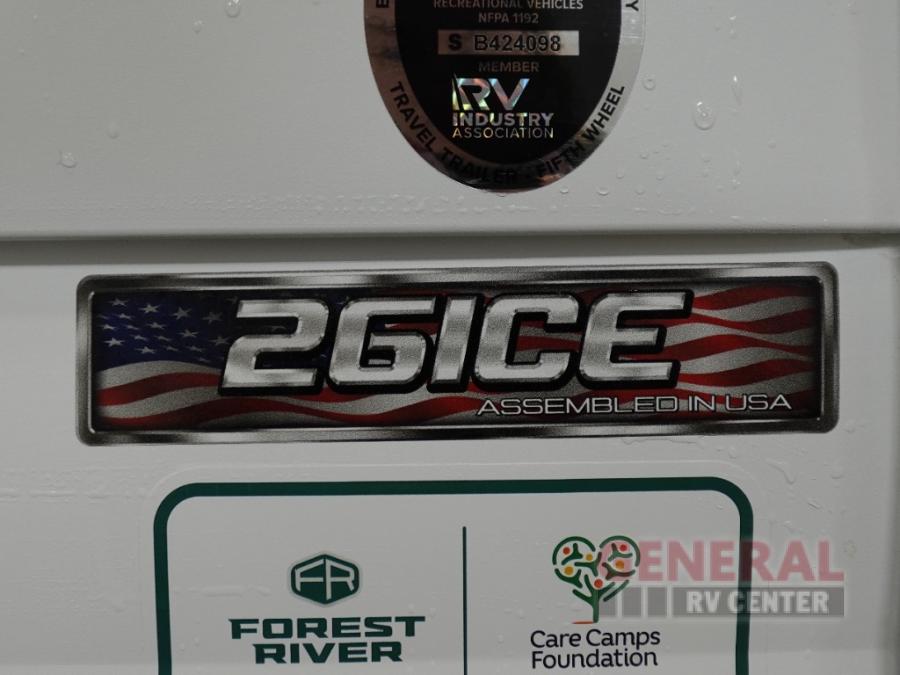 RECREATIONAL VEHICLES
NFPA 1192
S B424098
MEMBER
RV
INDUSTRY
ASSOCIATION
TRAVEL TRAILER - FIFTH WHEEL
26ICE
ASSEMBLED IN USA
FR
FOREST
RIVER
Care Camps
Foundation
GENERAL
RV CENTER